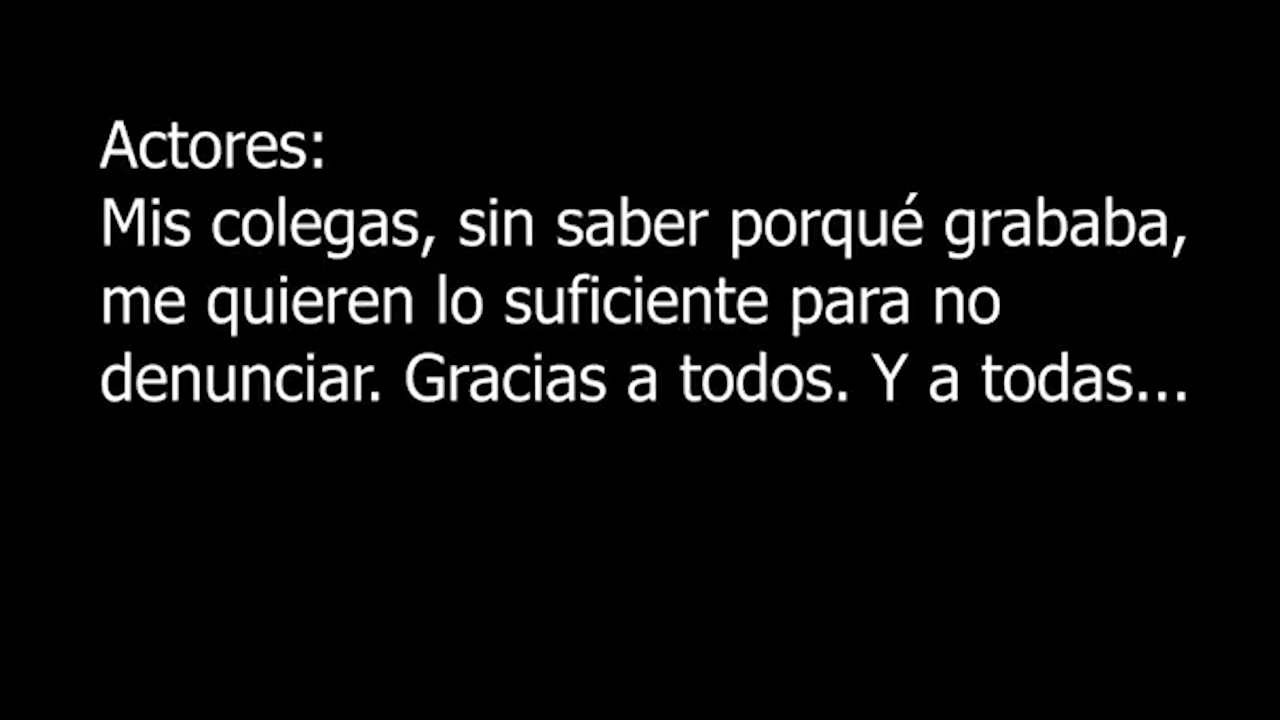 Actores:
Mis colegas, sin saber porqué grababa,
me quieren lo suficiente para no
denunciar. Gracias a todos. Y a todas...